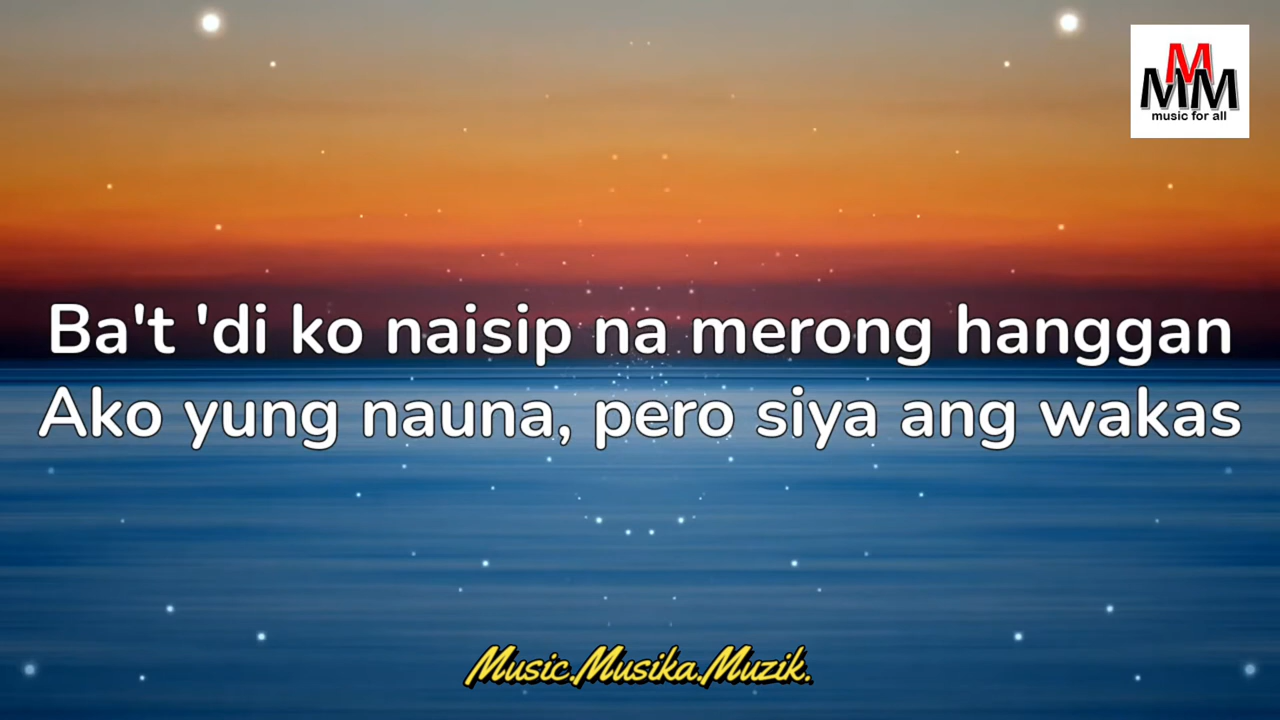 M
MMM
music for all
Ba't 'di ko naisip na merong hanggan
Ako yung nauna, pero siya ang wakas
Music.Musika.Muzik.